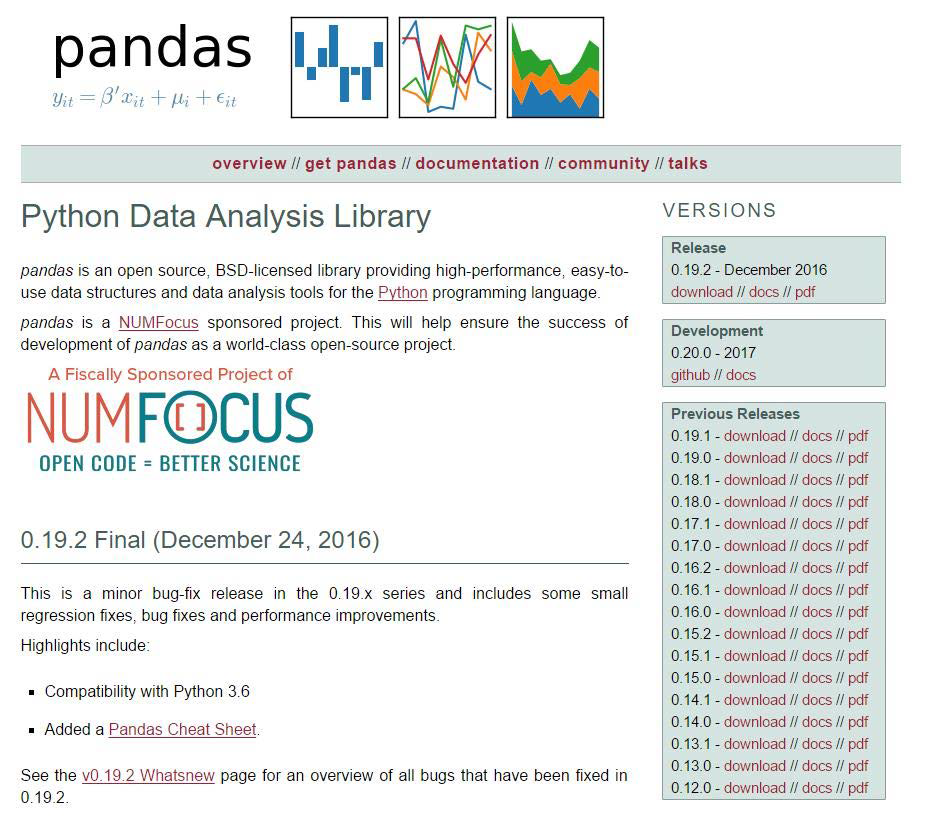 pandas
y_{it} = β′x_{it} + μ_i + ϵ_{it}
overview // get pandas // documentation // community // talks
Python Data Analysis Library
pandas is an open source, BSD-licensed library providing high-performance, easy-to-
use data structures and data analysis tools for the Python programming language.
pandas is a NUMFocus sponsored project. This will help ensure the success of
development of pandas as a world-class open-source project.
A Fiscally Sponsored Project of
NUMFOCUS
OPEN CODE = BETTER SCIENCE
0.19.2 Final (December 24, 2016)
This is a minor bug-fix release in the 0.19.x series and includes some small
regression fixes, bug fixes and performance improvements.
Highlights include:
▪ Compatibility with Python 3.6
▪ Added a Pandas Cheat Sheet.
See the v0.19.2 Whatsnew page for an overview of all bugs that have been fixed in
0.19.2.
VERSIONS
Release
0.19.2 - December 2016
download // docs // pdf
Development
0.20.0 - 2017
github // docs
Previous Releases
0.19.1 - download // docs // pdf
0.19.0 - download // docs // pdf
0.18.1 - download // docs // pdf
0.18.0 - download // docs // pdf
0.17.1 - download // docs // pdf
0.17.0 - download // docs // pdf
0.16.2 - download // docs // pdf
0.16.1 - download // docs // pdf
0.16.0 - download // docs // pdf
0.15.2 - download // docs // pdf
0.15.1 - download // docs // pdf
0.15.0 - download // docs // pdf
0.14.1 - download // docs // pdf
0.14.0 - download // docs // pdf
0.13.1 - download // docs // pdf
0.13.0 - download // docs // pdf
0.12.0 - download // docs // pdf